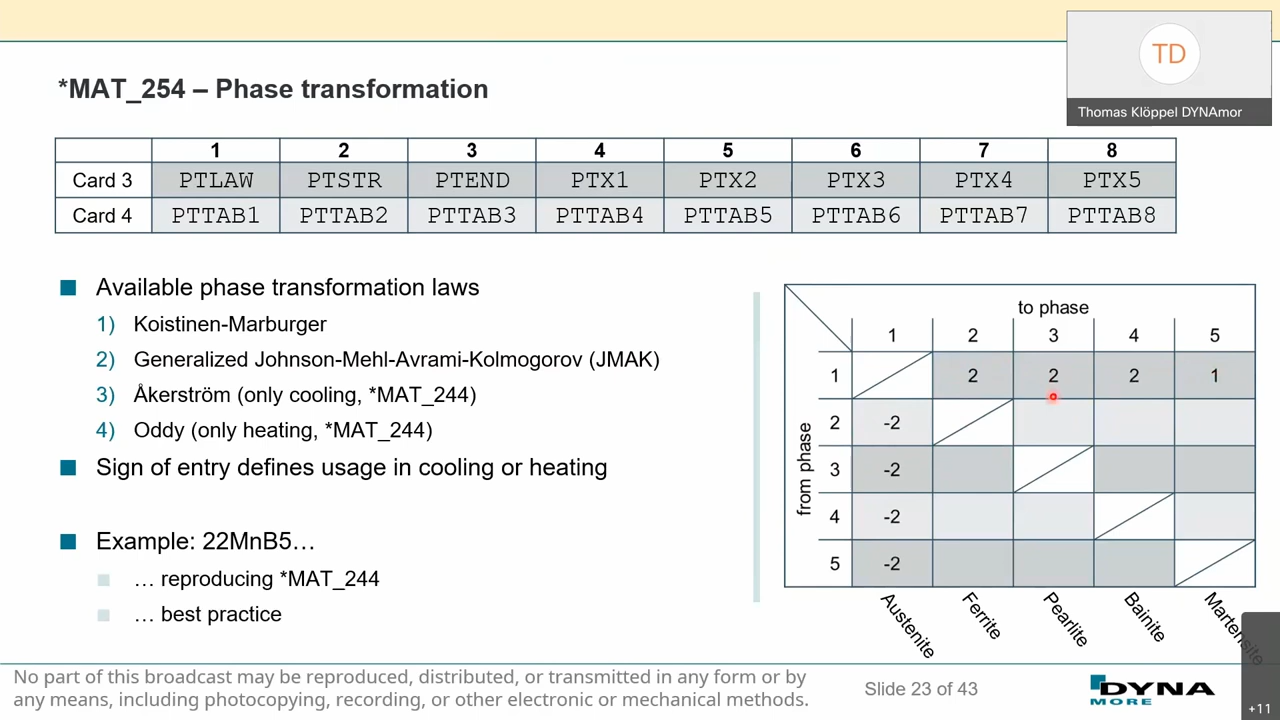 TD
Thomas Klöppel DYNAmor
*MAT_254 – Phase transformation
1 2 3 4 5 6 7 8
Card 3 PTLAW PTSTR PTEND PTX1 PTX2 PTX3 PTX4 PTX5
Card 4 PTTAB1 PTTAB2 PTTAB3 PTTAB4 PTTAB5 PTTAB6 PTTAB7 PTTAB8
Available phase transformation laws
1) Koistinen-Marburger
2) Generalized Johnson-Mehl-Avrami-Kolmogorov (JMAK)
3) Åkerström (only cooling, *MAT_244)
4) Oddy (only heating, *MAT_244)
Sign of entry defines usage in cooling or heating
Example: 22MnB5…
… reproducing *MAT_244
… best practice
to phase
1 2 3 4 5
from phase
1 2 2 2 1
2 -2
3 -2
4 -2
5 -2
Austenite
Ferrite
Pearlite
Bainite
Martensite
No part of this broadcast may be reproduced, distributed, or transmitted in any form or by
any means, including photocopying, recording, or other electronic or mechanical methods.
Slide 23 of 43
DYNA
MORE
+11